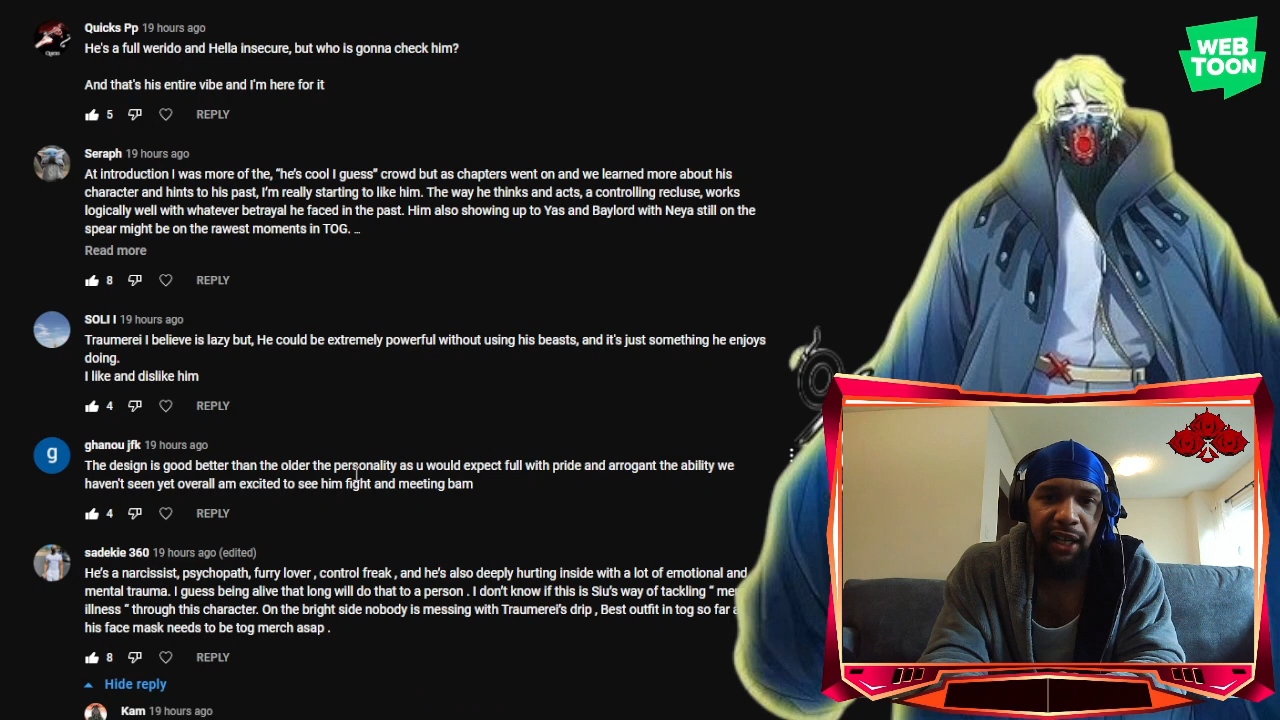 Quicks Pp 19 hours ago
He's a full werido and Hella insecure, but who is gonna check him?
And that's his entire vibe and I'm here for it
5 REPLY
Seraph 19 hours ago
At introduction I was more of the, “he’s cool I guess” crowd but as chapters went on and we learned more about his
character and hints to his past, I’m really starting to like him. The way he thinks and acts, a controlling recluse, works
logically well with whatever betrayal he faced in the past. Him also showing up to Yas and Baylord with Neya still on the
spear might be on the rawest moments in TOG. ...
Read more
8 REPLY
SOLI I 19 hours ago
Traumerei I believe is lazy but, He could be extremely powerful without using his beasts, and it's just something he enjoys
doing.
I like and dislike him
4 REPLY
g
ghanou jfk 19 hours ago
The design is good better than the older the personality as u would expect full with pride and arrogant the ability we
haven't seen yet overall am excited to see him fight and meeting bam
4 REPLY
sadekie 360 19 hours ago (edited)
He’s a narcissist, psychopath, furry lover , control freak , and he’s also deeply hurting inside with a lot of emotional and
mental trauma. I guess being alive that long will do that to a person . I don’t know if this is Siu’s way of tackling “
illness “ through this character. On the bright side nobody is messing with Traumerei’s drip , Best outfit in tog so far
his face mask needs to be tog merch asap .
8 REPLY
Hide reply
Kam 19 hours ago
WEB
TOON